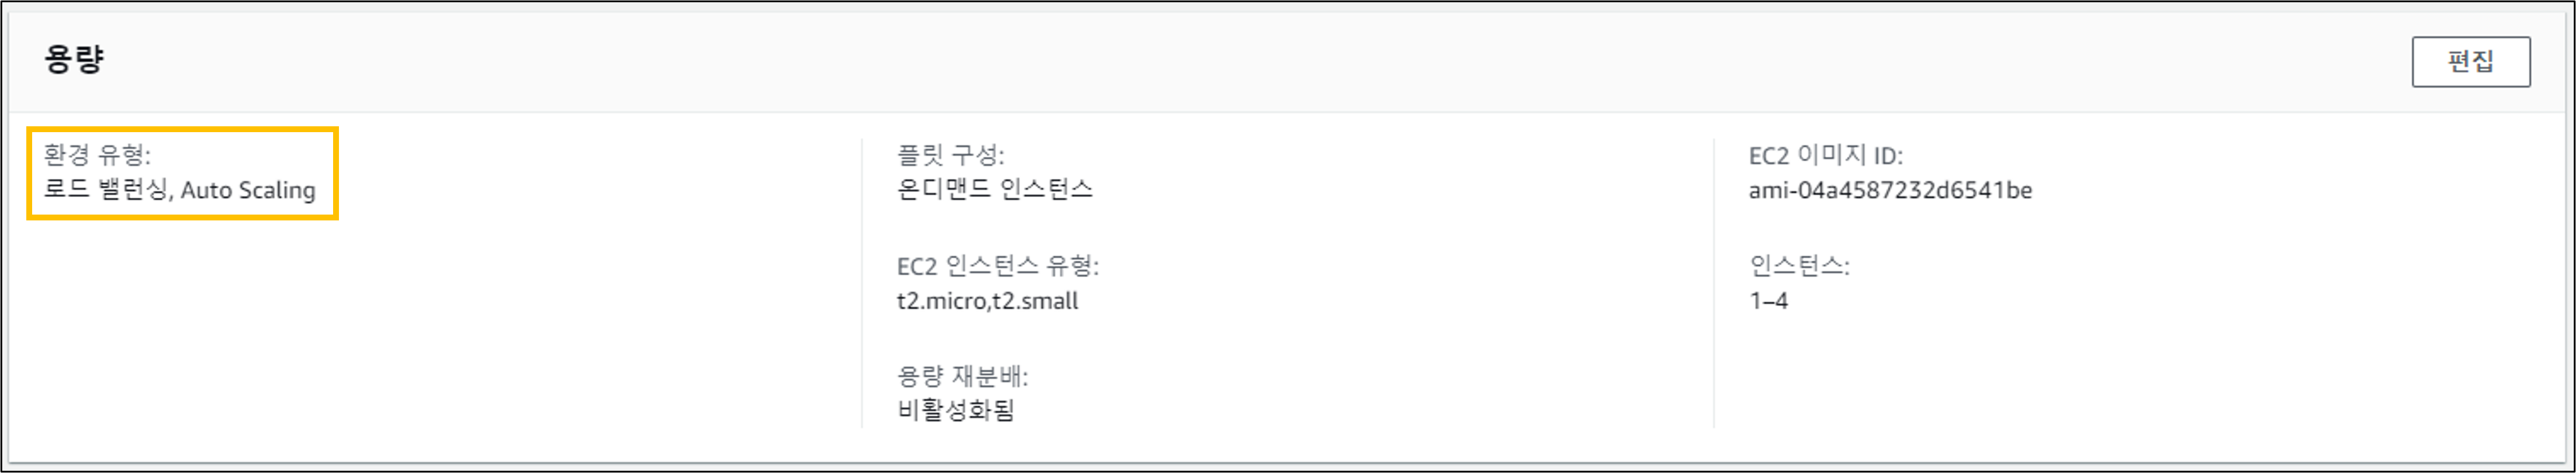 용량
편집
환경 유형:
로드 밸런싱, Auto Scaling
플릿 구성:
온디맨드 인스턴스
EC2 인스턴스 유형:
t2.micro,t2.small
용량 재분배:
비활성화됨
EC2 이미지 ID:
ami-04a4587232d6541be
인스턴스:
1–4